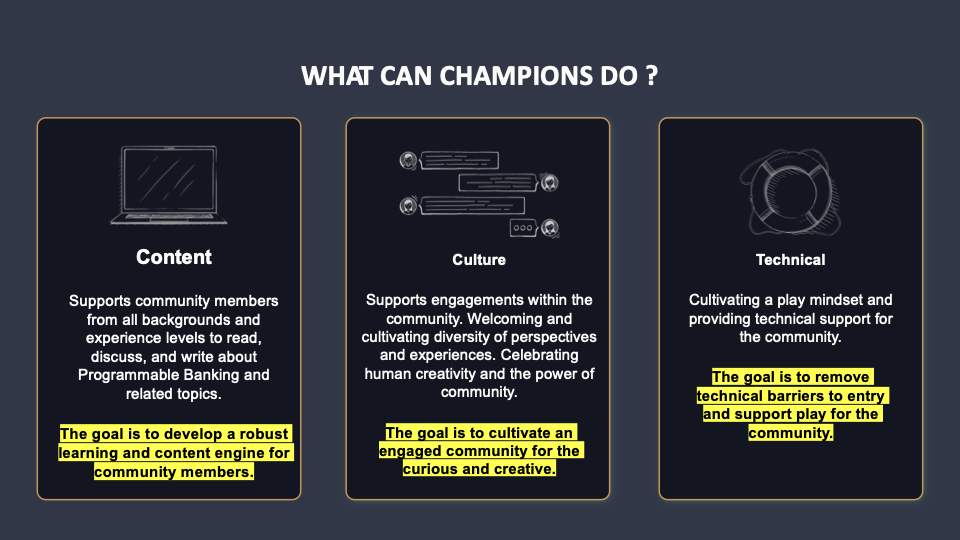 WHAT CAN CHAMPIONS DO ?
Content
Supports community members
from all backgrounds and
experience levels to read,
discuss, and write about
Programmable Banking and
related topics.
The goal is to develop a robust
learning and content engine for
community members.
Culture
Supports engagements within the
community. Welcoming and
cultivating diversity of perspectives
and experiences. Celebrating
human creativity and the power of
community.
The goal is to cultivate an
engaged community for the
curious and creative.
Technical
Cultivating a play mindset and
providing technical support for
the community.
The goal is to remove
technical barriers to entry
and support play for the
community.